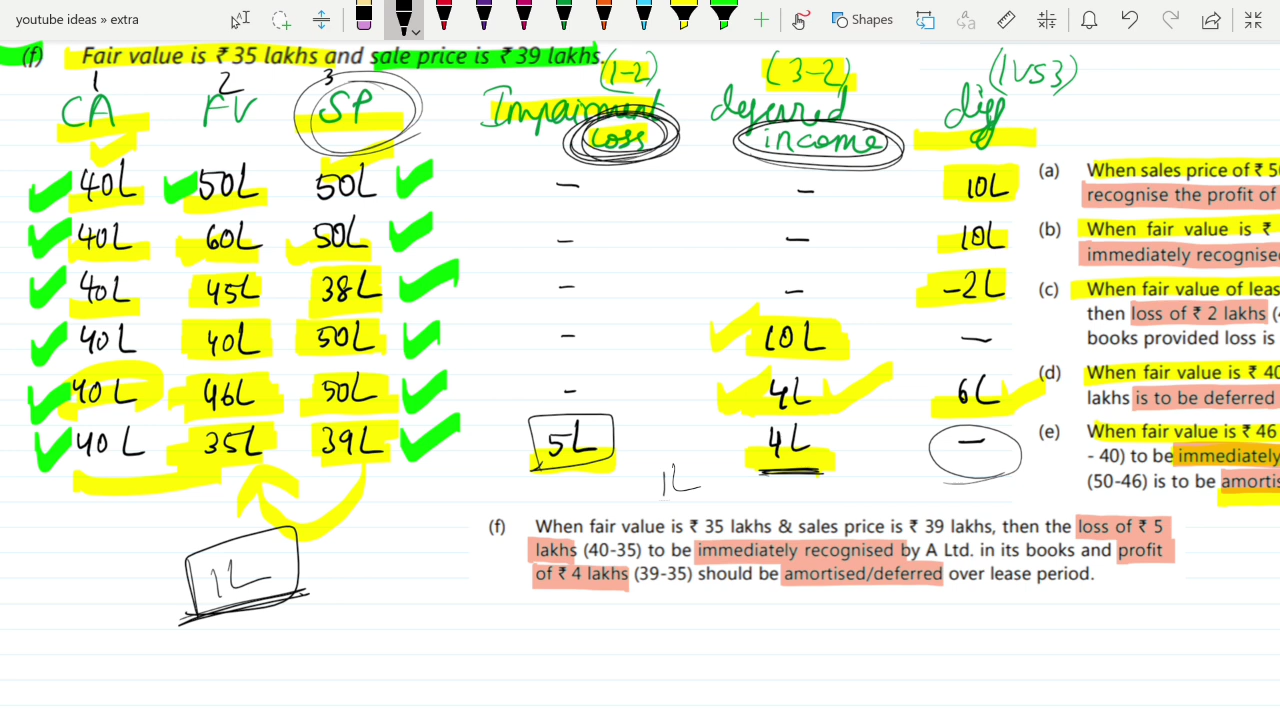 youtube ideas » extra
Shapes
(f) Fair value is ₹ 35 lakhs and sale price is ₹ 39 lakhs.
1 2 3 (1-2) (3-2) (1 VS 3)
CA FV SP Impairment loss deferred income diff
40L 50L 50L - - 10L
40L 60L 50L - - 10L
40L 45L 38L - - -2L
40L 40L 50L - 10L -
40L 46L 50L - 4L 6L
40L 35L 39L 5L 4L -
1L
1L
(a) When sales price of ₹ 50
recognise the profit of
(b) When fair value is ₹
immediately recognised
(c) When fair value of leas
then loss of ₹ 2 lakhs (
books provided loss is
(d) When fair value is ₹ 40
lakhs is to be deferred
(e) When fair value is ₹ 46
- 40) to be immediately
(50-46) is to be amortis
(f) When fair value is ₹ 35 lakhs & sales price is ₹ 39 lakhs, then the loss of ₹ 5
lakhs (40-35) to be immediately recognised by A Ltd. in its books and profit
of ₹ 4 lakhs (39-35) should be amortised/deferred over lease period.